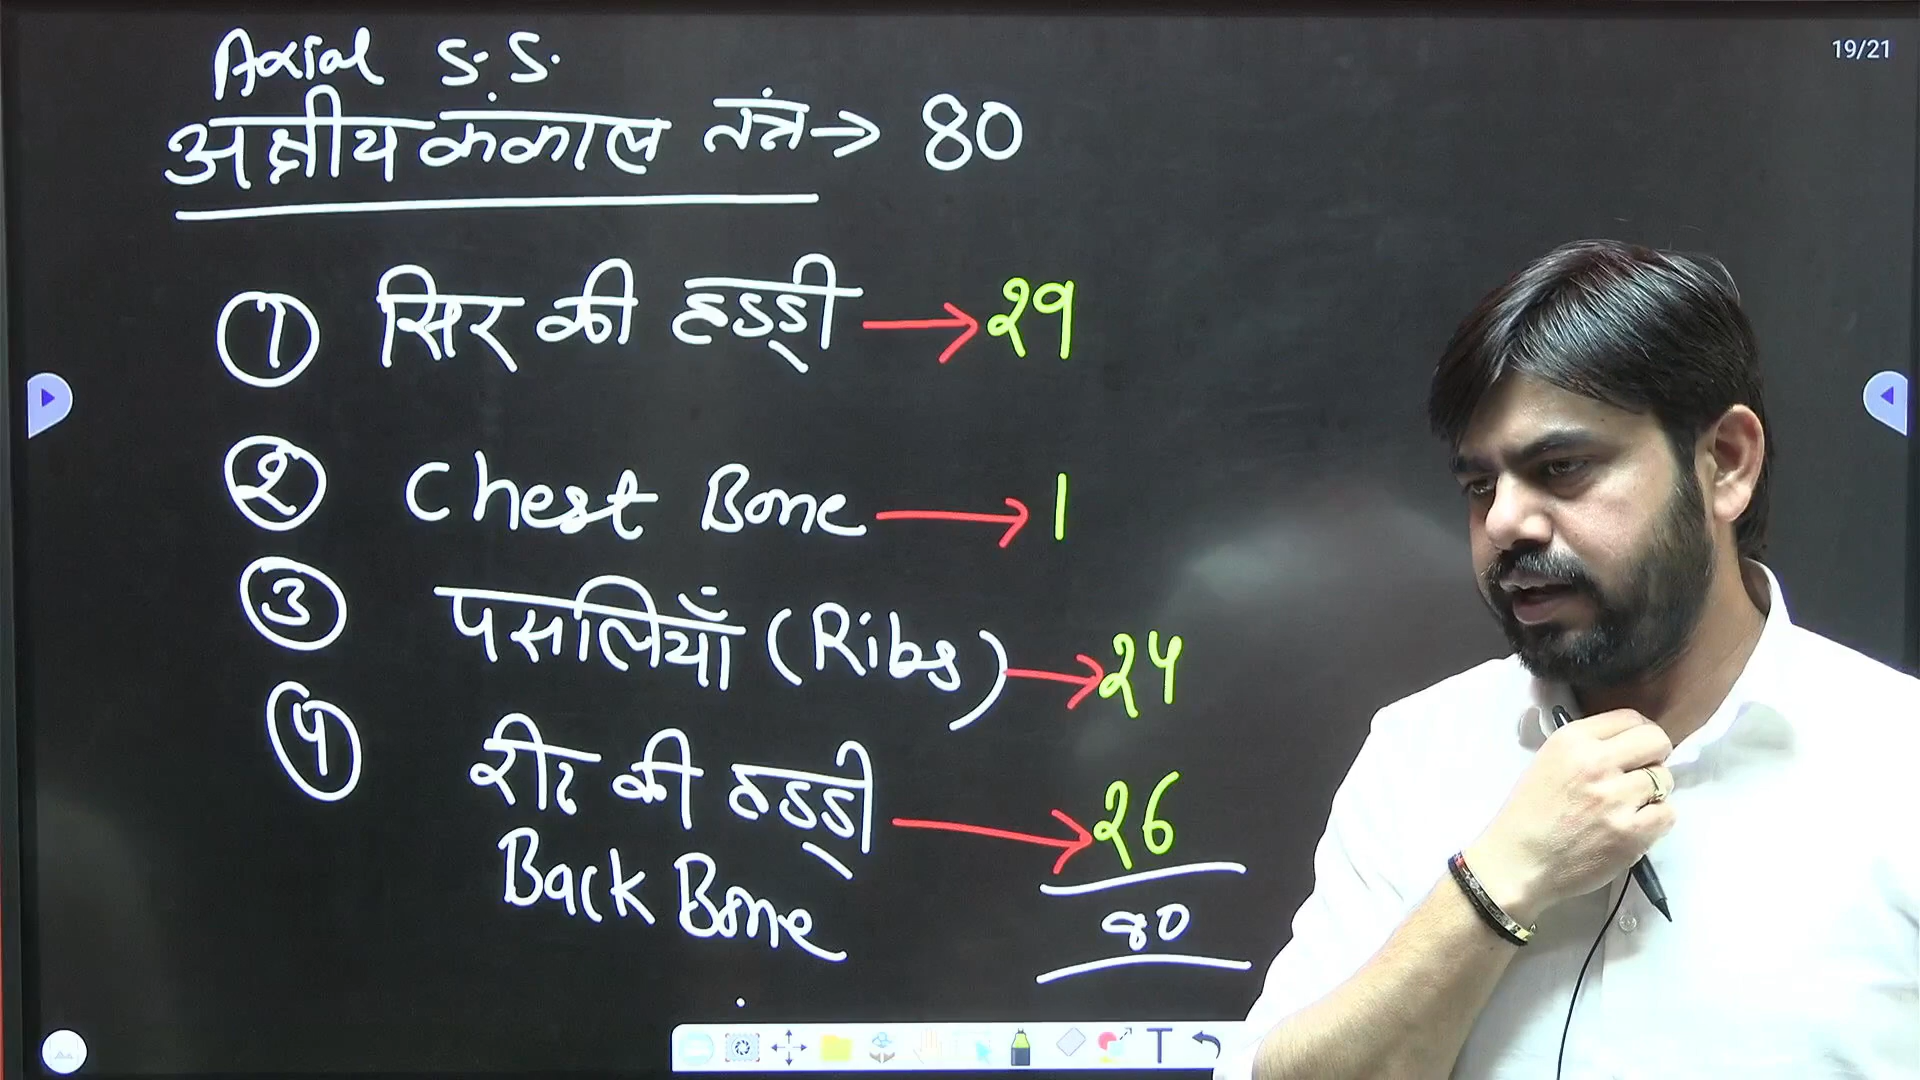 19/21
Axial S.S.
अक्षीय कंकाल तंत्र → 80
① सिर की हड्डी → 29
② Chest Bone → 1
③ पसलियाँ (Ribs) → 24
④ रीढ़ की हड्डी → 26
Back Bone
80
T